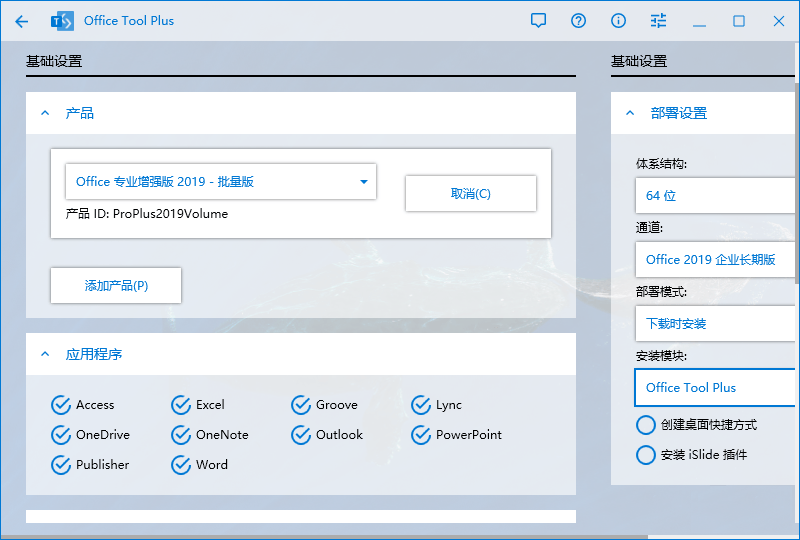 Office Tool Plus
基础设置
产品
Office 专业增强版 2019 - 批量版
取消(C)
产品 ID: ProPlus2019Volume
添加产品(P)
应用程序
Access
Excel
Groove
Lync
OneDrive
OneNote
Outlook
PowerPoint
Publisher
Word
基础设置
部署设置
体系结构:
64 位
通道:
Office 2019 企业长期版
部署模式:
下载时安装
安装模块:
Office Tool Plus
创建桌面快捷方式
安装 iSlide 插件